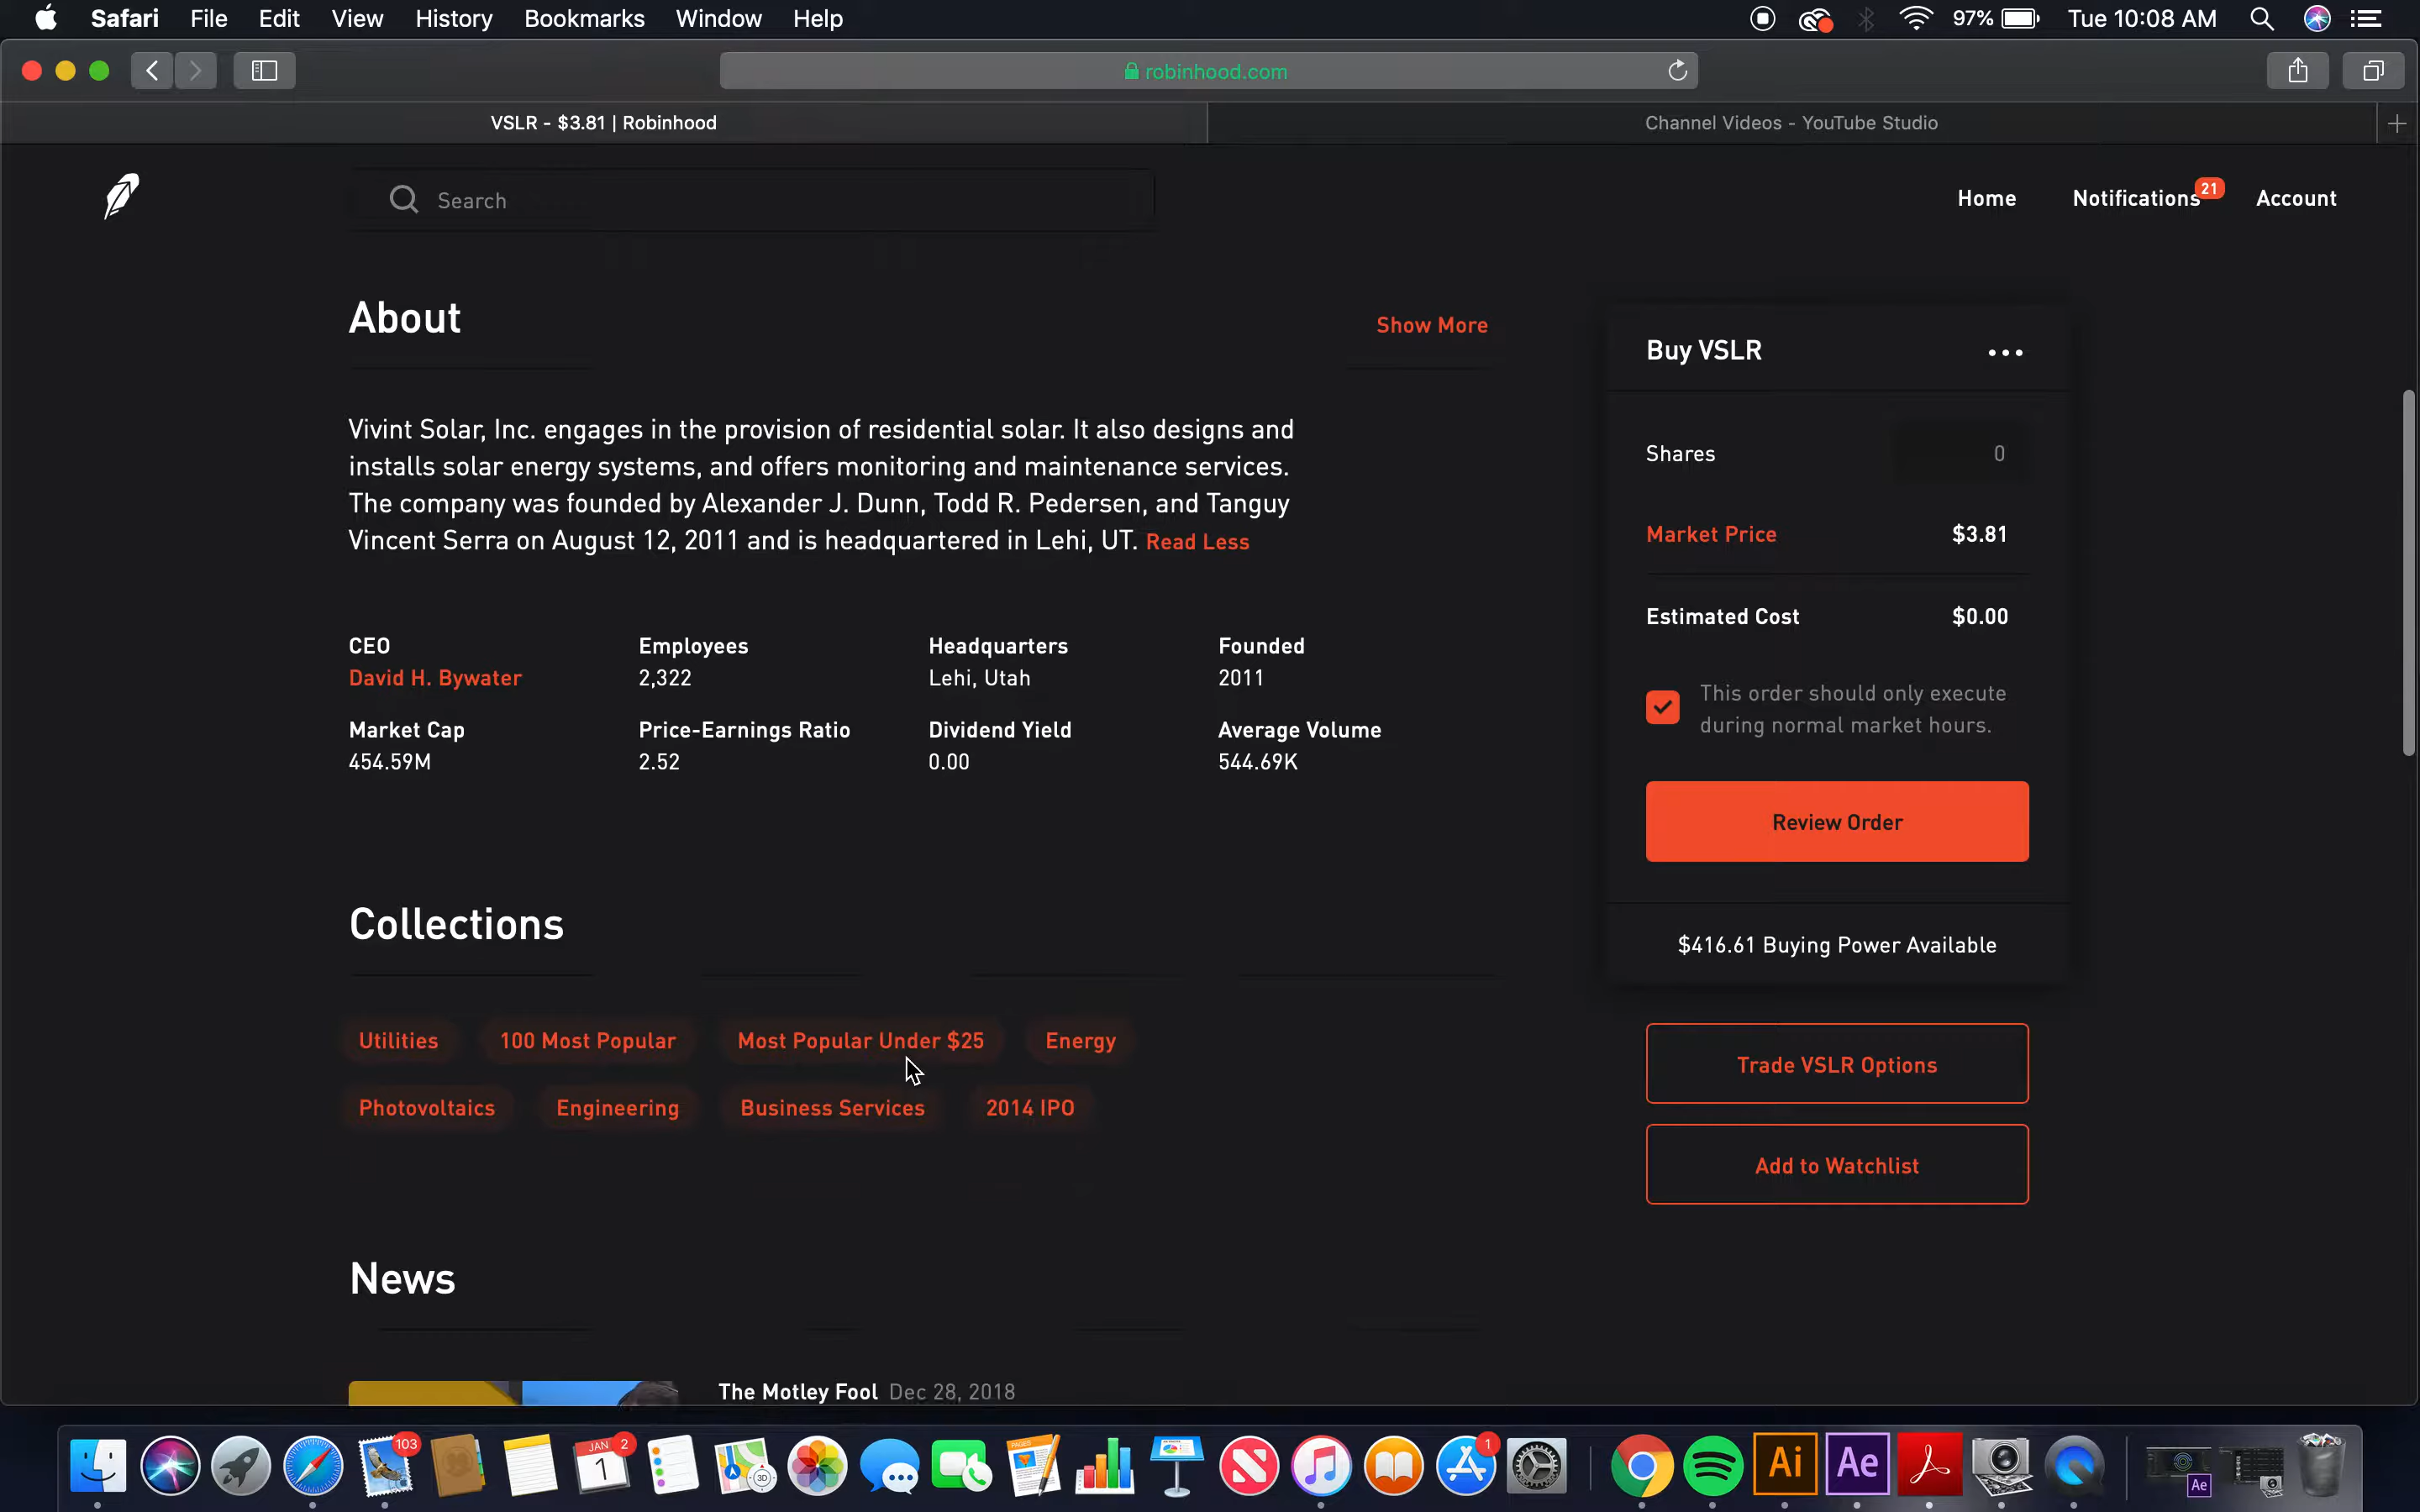 Safari File Edit View History Bookmarks Window Help 97% Tue 10:08 AM
robinhood.com
VSLR - $3.81 | Robinhood Channel Videos - YouTube Studio
Search Home Notifications 21 Account
About Show More
Vivint Solar, Inc. engages in the provision of residential solar. It also designs and
installs solar energy systems, and offers monitoring and maintenance services.
The company was founded by Alexander J. Dunn, Todd R. Pedersen, and Tanguy
Vincent Serra on August 12, 2011 and is headquartered in Lehi, UT. Read Less
CEO Employees Headquarters Founded
David H. Bywater 2,322 Lehi, Utah 2011
Market Cap Price-Earnings Ratio Dividend Yield Average Volume
454.59M 2.52 0.00 544.69K
Collections
Utilities 100 Most Popular Most Popular Under $25 Energy
Photovoltaics Engineering Business Services 2014 IPO
News
The Motley Fool Dec 28, 2018
Buy VSLR
Shares 0
Market Price $3.81
Estimated Cost $0.00
This order should only execute
during normal market hours.
Review Order
$416.61 Buying Power Available
Trade VSLR Options
Add to Watchlist
103 JAN 1 2 3D PAGES 1 Ai Ae Ae